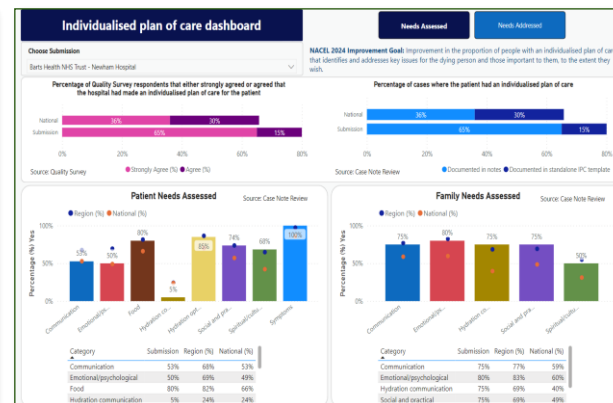 Individualised plan of care dashboard
Needs Assessed
Needs Addressed
Choose Submission
Earts Health NHS Trust - Newham Hospital
NACEL 2024 Improvement Goal: Improvement in the proportion of people with an individualised plan of care
that identifies and addresses key issues for the dying person and those important to them, to the extent they
wish.
Percentage of Quality Survey respondents that either strongly agreed or agreed that
the hospital had made an individualised plan of care for the patient
National
36%
30%
Submission
65%
15%
0%
20%
40%
60%
80%
Source: Quality Survey
Strongly Agree (%)
Agree (%)
Percentage of cases where the patient had an individualised plan of care
National
36%
30%
Submission
65%
15%
0%
20%
40%
60%
80%
Source: Case Note Review
Documented in notes
Documented in standalone IPC template
Patient Needs Assessed
Source: Case Note Review
Region (%)
National (%)
Percentage (%) Yes
100%
50%
0%
53%
50%
80%
5%
85%
74%
68%
100%
Communication
Emotional/ps...
Food
Hydration co...
Hydration opt...
Social and pra...
Spiritual/cultu...
Symptoms
Category Submission Region (%) National (%)
Communication 53% 68% 53%
Emotional/psychological 50% 69% 49%
Food 80% 82% 66%
Hydration communication 5% 24% 24%
Family Needs Assessed
Source: Case Note Review
Region (%)
National (%)
Percentage (%) Yes
100%
50%
0%
75%
80%
75%
75%
50%
Communication
Emotional/ps...
Hydration co...
Social and pra...
Spiritual/cultu...
Category Submission Region (%) National (%)
Communication 75% 77% 59%
Emotional/psychological 80% 83% 60%
Hydration communication 75% 69% 40%
Social and practical 75% 69% 49%